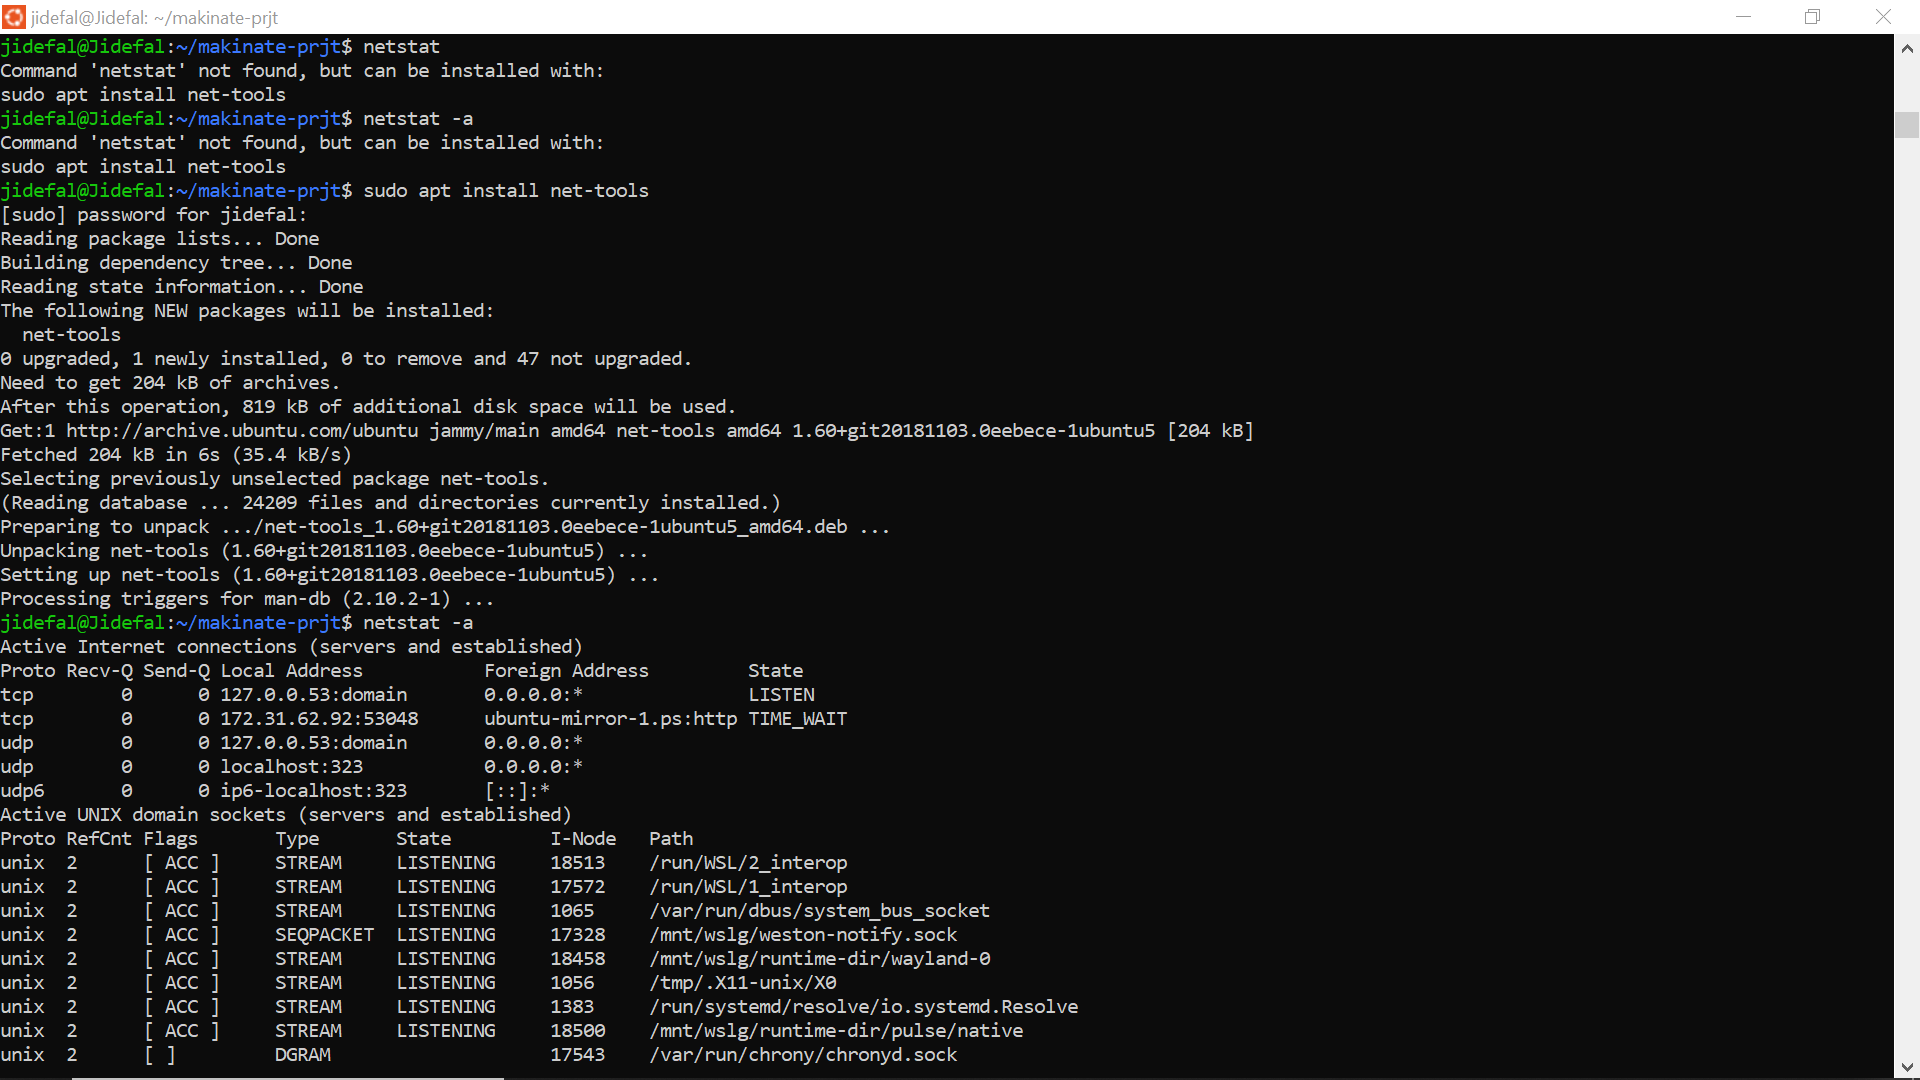 jidefal@Jidefal: ~/makinate-prjt
jidefal@Jidefal:~/makinate-prjt$ netstat
Command 'netstat' not found, but can be installed with:
sudo apt install net-tools
jidefal@Jidefal:~/makinate-prjt$ netstat -a
Command 'netstat' not found, but can be installed with:
sudo apt install net-tools
jidefal@Jidefal:~/makinate-prjt$ sudo apt install net-tools
[sudo] password for jidefal:
Reading package lists... Done
Building dependency tree... Done
Reading state information... Done
The following NEW packages will be installed:
  net-tools
0 upgraded, 1 newly installed, 0 to remove and 47 not upgraded.
Need to get 204 kB of archives.
After this operation, 819 kB of additional disk space will be used.
Get:1 http://archive.ubuntu.com/ubuntu jammy/main amd64 net-tools amd64 1.60+git20181103.0eebece-1ubuntu5 [204 kB]
Fetched 204 kB in 6s (35.4 kB/s)
Selecting previously unselected package net-tools.
(Reading database ... 24209 files and directories currently installed.)
Preparing to unpack .../net-tools_1.60+git20181103.0eebece-1ubuntu5_amd64.deb ...
Unpacking net-tools (1.60+git20181103.0eebece-1ubuntu5) ...
Setting up net-tools (1.60+git20181103.0eebece-1ubuntu5) ...
Processing triggers for man-db (2.10.2-1) ...
jidefal@Jidefal:~/makinate-prjt$ netstat -a
Active Internet connections (servers and established)
Proto Recv-Q Send-Q Local Address           Foreign Address         State
tcp        0      0 127.0.0.53:domain       0.0.0.0:*               LISTEN
tcp        0      0 172.31.62.92:53048      ubuntu-mirror-1.ps:http TIME_WAIT
udp        0      0 127.0.0.53:domain       0.0.0.0:*
udp        0      0 localhost:323           0.0.0.0:*
udp6       0      0 ip6-localhost:323       [::]:*
Active UNIX domain sockets (servers and established)
Proto RefCnt Flags       Type       State         I-Node   Path
unix  2      [ ACC ]     STREAM     LISTENING     18513    /run/WSL/2_interop
unix  2      [ ACC ]     STREAM     LISTENING     17572    /run/WSL/1_interop
unix  2      [ ACC ]     STREAM     LISTENING     1065     /var/run/dbus/system_bus_socket
unix  2      [ ACC ]     SEQPACKET  LISTENING     17328    /mnt/wslg/weston-notify.sock
unix  2      [ ACC ]     STREAM     LISTENING     18458    /mnt/wslg/runtime-dir/wayland-0
unix  2      [ ACC ]     STREAM     LISTENING     1056     /tmp/.X11-unix/X0
unix  2      [ ACC ]     STREAM     LISTENING     1383     /run/systemd/resolve/io.systemd.Resolve
unix  2      [ ACC ]     STREAM     LISTENING     18500    /mnt/wslg/runtime-dir/pulse/native
unix  2      [ ]         DGRAM                    17543    /var/run/chrony/chronyd.sock